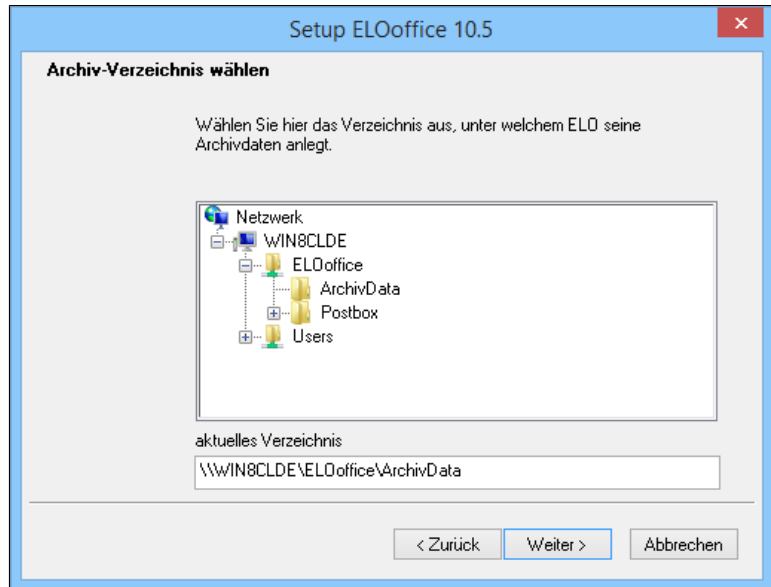 Setup ELOoffice 10.5
Archiv-Verzeichnis wählen
Wählen Sie hier das Verzeichnis aus, unter welchem ELO seine
Archivdaten anlegt.
Netzwerk
WIN8CLDE
ELOoffice
ArchivData
Postbox
Users
aktuelles Verzeichnis
\\WIN8CLDE\ELOoffice\ArchivData
< Zurück
Weiter >
Abbrechen